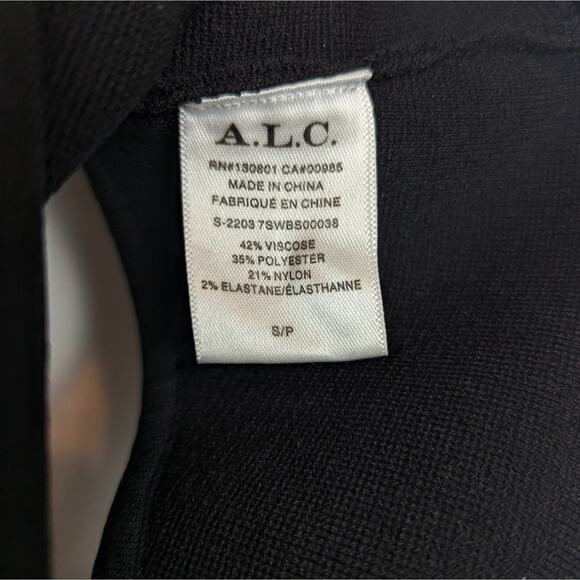 A.L.C.
RN#130801 CA#00985
MADE IN CHINA
FABRIQUÉ EN CHINE
S-2203 7SWBS00038
42% VISCOSE
35% POLYESTER
21% NYLON
2% ELASTANE/ÉLASTHANNE
S/P